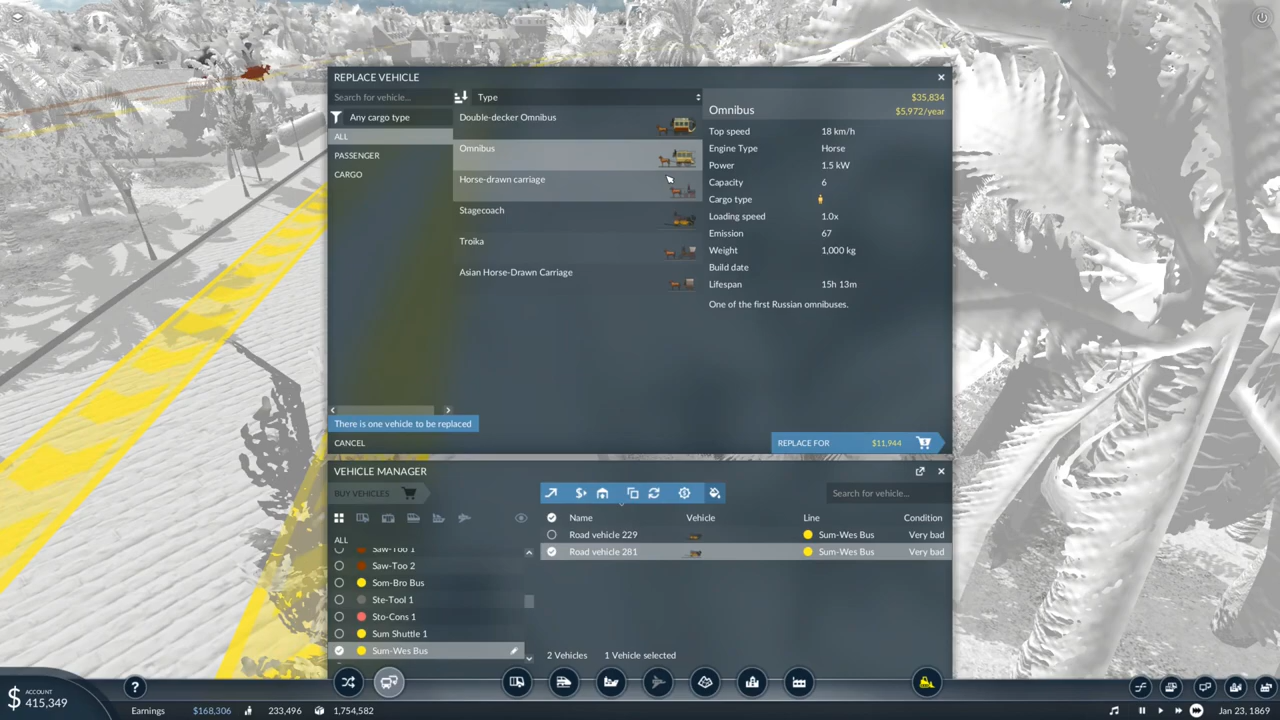 REPLACE VEHICLE
Search for vehicle...
Type
Any cargo type
ALL
PASSENGER
CARGO
Double-decker Omnibus
Omnibus
Horse-drawn carriage
Stagecoach
Troika
Asian Horse-Drawn Carriage
$35,834
Omnibus
$5,972/year
Top speed 18 km/h
Engine Type Horse
Power 1.5 kW
Capacity 6
Cargo type
Loading speed 1.0x
Emission 67
Weight 1,000 kg
Build date
Lifespan 15h 13m
One of the first Russian omnibuses.
There is one vehicle to be replaced
CANCEL
REPLACE FOR $11,944
VEHICLE MANAGER
BUY VEHICLES
Search for vehicle...
ALL
Saw-Too 1
Saw-Too 2
Som-Bro Bus
Ste-Tool 1
Sto-Cons 1
Sum Shuttle 1
Sum-Wes Bus
Name Vehicle Line Condition
Road vehicle 229 Sum-Wes Bus Very bad
Road vehicle 281 Sum-Wes Bus Very bad
2 Vehicles 1 Vehicle selected
$ ACCOUNT
415,349
?
Earnings $168,306 233,496 1,754,582
Jan 23, 1869